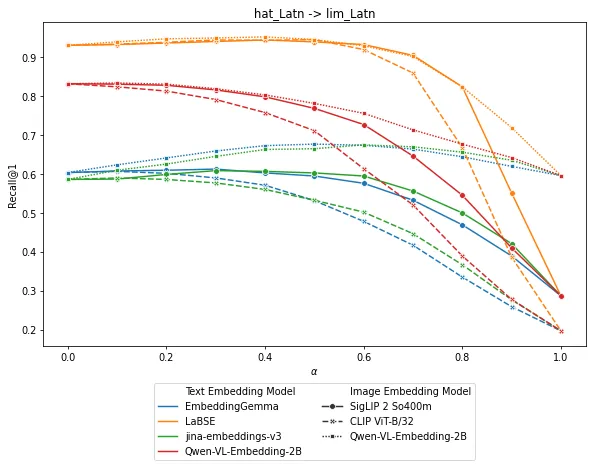 hat_Latn -> lim_Latn
Recall@1
0.9
0.8
0.7
0.6
0.5
0.4
0.3
0.2
0.0 0.2 0.4 0.6 0.8 1.0
α
Text Embedding Model Image Embedding Model
EmbeddingGemma SigLIP 2 So400m
LaBSE CLIP ViT-B/32
jina-embeddings-v3 Qwen-VL-Embedding-2B
Qwen-VL-Embedding-2B